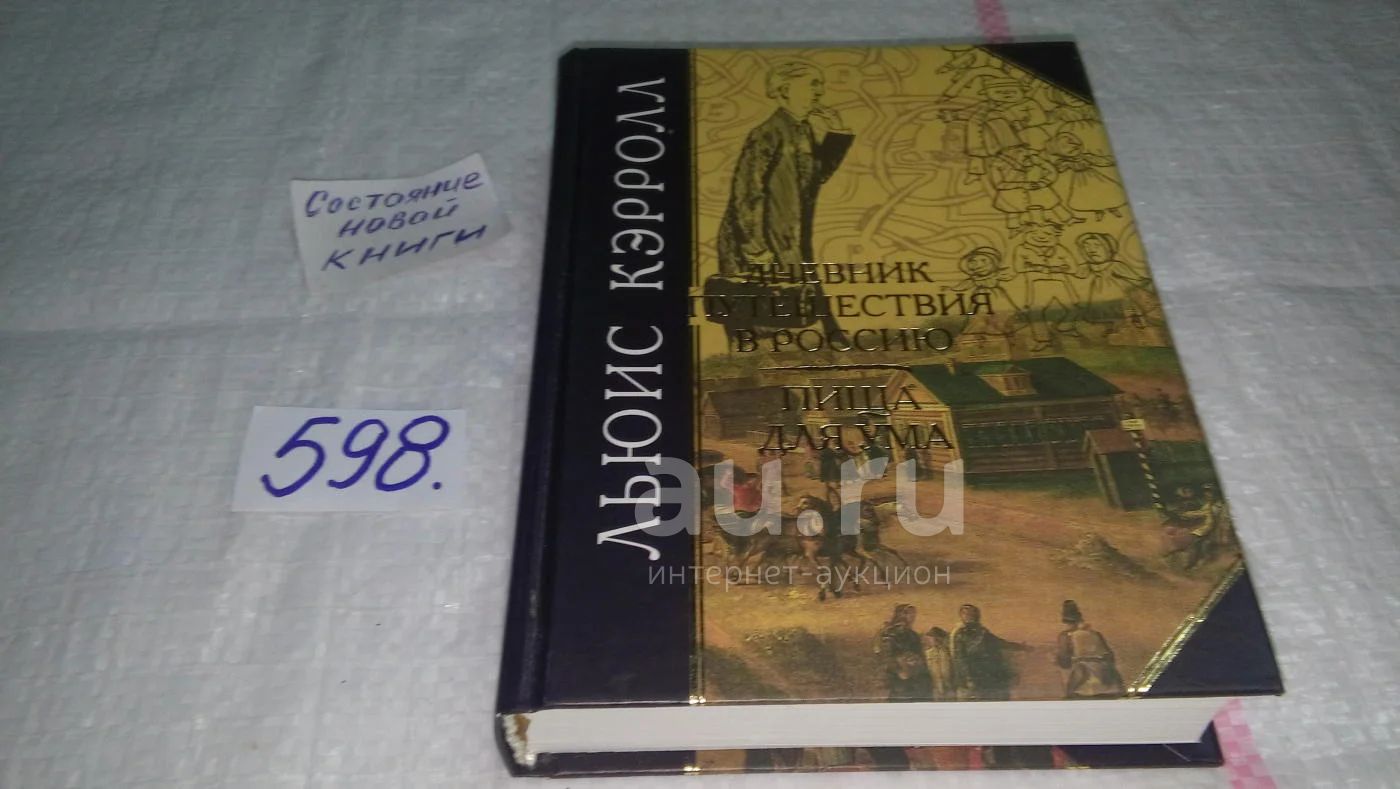 Состояние
новой
книги
598.
ЛЬЮИС КЭРРОЛЛ
ДНЕВНИК
ПУТЕШЕСТВИЯ
В РОССИЮ
ПИЩА
ДЛЯ УМА
au.ru
интернет-аукцион